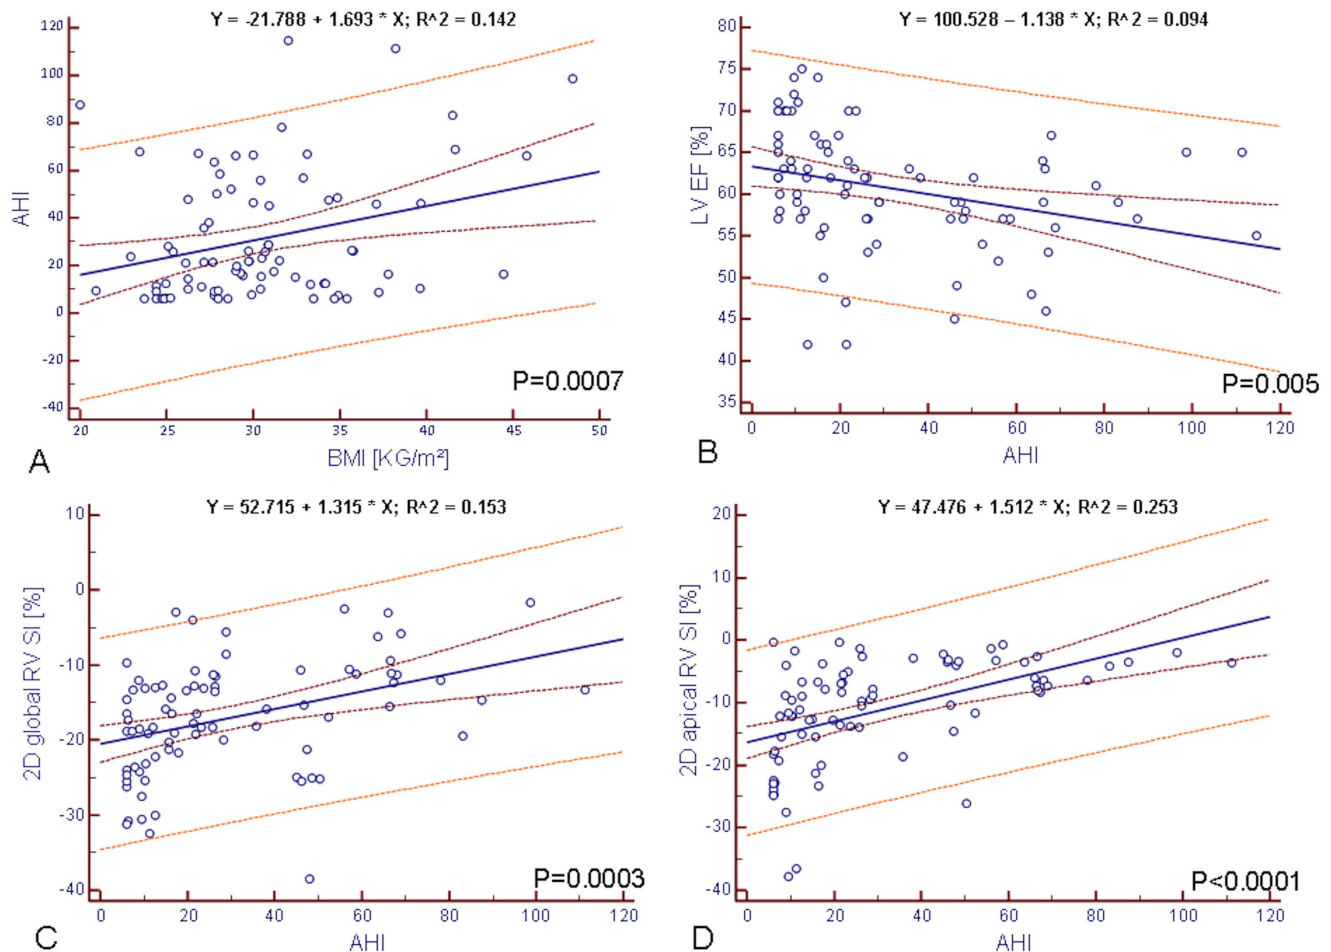 Y = -21.788 + 1.693 * X; R^2 = 0.142
120
100
80
60
40
20
0
-20
-40
AHI
20 25 30 35 40 45 50
BMI [KG/m²]
P=0.0007
A
Y = 100.528 – 1.138 * X; R^2 = 0.094
80
75
70
65
60
55
50
45
40
35
LV EF [%]
0 20 40 60 80 100 120
AHI
P=0.005
B
Y = 52.715 + 1.315 * X; R^2 = 0.153
10
0
-10
-20
-30
-40
2D global RV SI [%]
0 20 40 60 80 100 120
AHI
P=0.0003
C
Y = 47.476 + 1.512 * X; R^2 = 0.253
20
10
0
-10
-20
-30
-40
2D apical RV SI [%]
0 20 40 60 80 100 120
AHI
P<0.0001
D